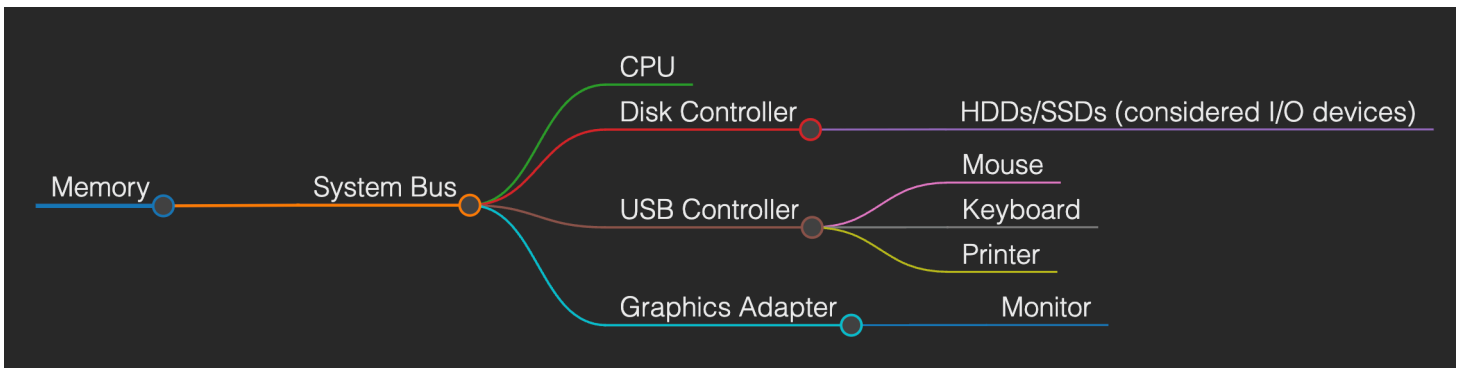 Memory
System Bus
CPU
Disk Controller
HDDs/SSDs (considered I/O devices)
USB Controller
Mouse
Keyboard
Printer
Graphics Adapter
Monitor